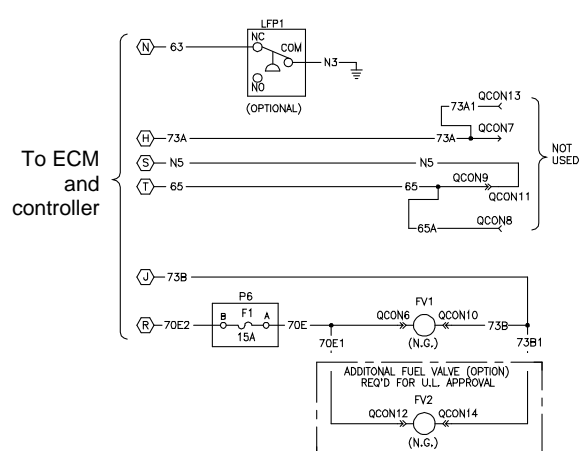 LFP1
NC
COM
N
63
N3
NO
(OPTIONAL)
QCON13
73A1
QCON7
H
73A
73A
NOT
USED
To ECM
and
controller
S
N5
N5
T
65
65
QCON9
QCON11
QCON8
65A
J
73B
P6
FV1
B
F1
A
QCON6
QCON10
R
70E2
70E
73B
15A
(N.G.)
70E1
73B1
ADDITONAL FUEL VALVE (OPTION)
REQ'D FOR U.L. APPROVAL
FV2
QCON12
QCON14
(N.G.)